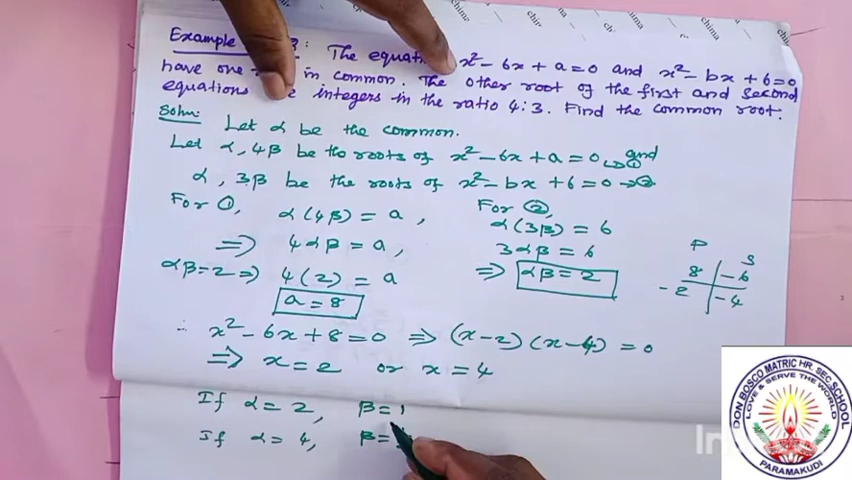 Example : The equati x² - 6x + a = 0 and x² - bx + 6 = 0
have one in common. The other root of the first and second
equations integers in the ratio 4:3. Find the common root.
Soln: Let α be the common.
Let α, 4β be the roots of x² - 6x + a = 0 → ① and
α, 3β be the roots of x² - bx + 6 = 0 → ②
For ①, α(4β) = a,
⇒ 4αβ = a,
αβ = 2 ⇒ 4(2) = a
a = 8
For ②,
α(3β) = 6
3αβ = 6
⇒ αβ = 2
P S
8 -6
-2 -4
∴ x² - 6x + 8 = 0 ⇒ (x-2)(x-4) = 0
⇒ x = 2 or x = 4
If α = 2, β = 1
If α = 4, β =
DON BOSCO MATRIC HR. SEC. SCHOOL
LOVE & SERVE THE WORLD
PARAMAKUDI